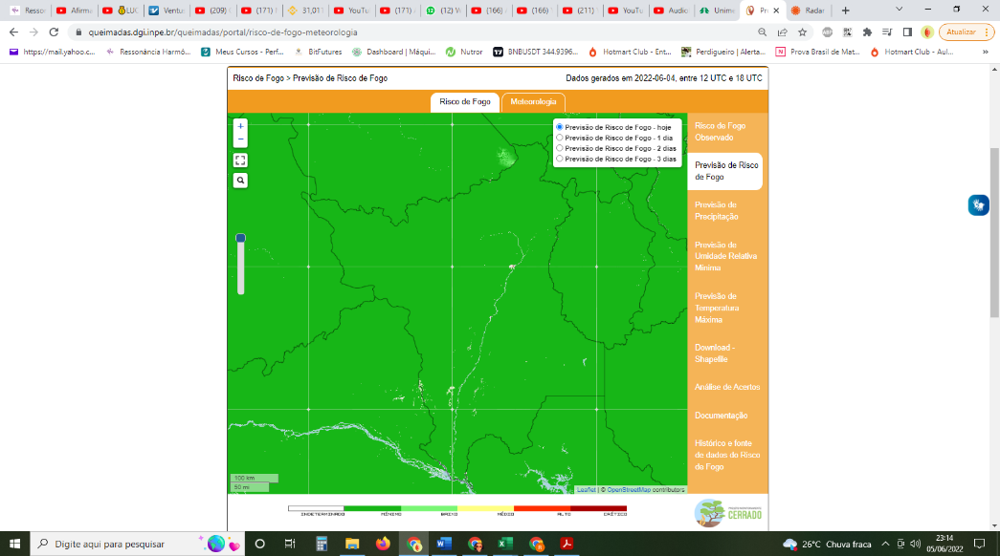 Resson
Afirma
LUC
Ventu
(209) (
(171) I
31,011
YouTu
(171) (
(12) W
(166) (
(166) (
(211) 
YouTu
Audio
Unime
Pre
Radar
queimadas.dgi.inpe.br/queimadas/portal/risco-de-fogo-meteorologia
ABP
Atualizar
https://mail.yahoo.c...
Ressonância Harmô...
Meus Cursos - Perf...
BitFutures
Dashboard | Máqui...
Nutror
BNBUSDT 344.9396...
Hotmart Club - Ent...
Perdigueiro | Alerta...
Prova Brasil de Mat...
Hotmart Club - Aul...
Risco de Fogo > Previsão de Risco de Fogo
Dados gerados em 2022-06-04, entre 12 UTC e 18 UTC
Risco de Fogo
Meteorologia
+
−
Previsão de Risco de Fogo - hoje
Previsão de Risco de Fogo - 1 dia
Previsão de Risco de Fogo - 2 dias
Previsão de Risco de Fogo - 3 dias
Risco de Fogo
Observado
Previsão de Risco
de Fogo
Previsão de
Precipitação
Previsão de
Umidade Relativa
Mínima
Previsão de
Temperatura
Máxima
Download -
Shapefile
Análise de Acertos
Documentação
Histórico e fonte
de dados de Risco
de Fogo
100 km
50 mi
Leaflet | © OpenStreetMap contributors
INDETERMINADO
MÍNIMO
BAIXO
MÉDIO
ALTO
CRÍTICO
CERRADO
Digite aqui para pesquisar
26°C Chuva fraca
23:14
05/06/2022